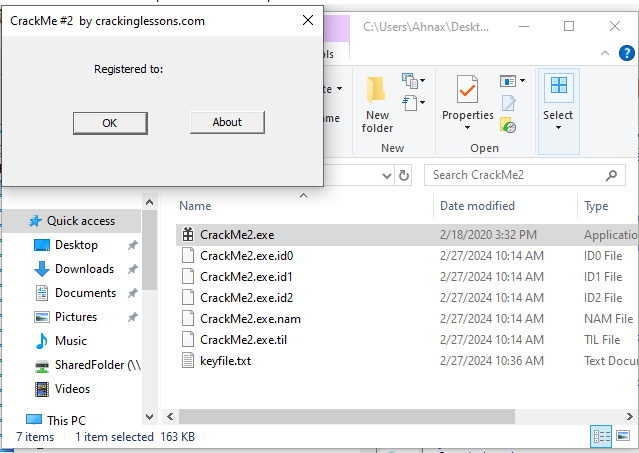 CrackMe #2 by crackinglessons.com
Registered to:
OK
About
C:\Users\Ahnax\Deskt...
New folder
New
Properties
Open
Select
Search CrackMe2
Quick access
Desktop
Downloads
Documents
Pictures
Music
SharedFolder (\\
Videos
This PC
Name Date modified Type
CrackMe2.exe 2/18/2020 3:32 PM Applicatio
CrackMe2.exe.id0 2/27/2024 10:14 AM ID0 File
CrackMe2.exe.id1 2/27/2024 10:14 AM ID1 File
CrackMe2.exe.id2 2/27/2024 10:14 AM ID2 File
CrackMe2.exe.nam 2/27/2024 10:14 AM NAM File
CrackMe2.exe.til 2/27/2024 10:14 AM TIL File
keyfile.txt 2/27/2024 10:36 AM Text Docu
7 items 1 item selected 163 KB